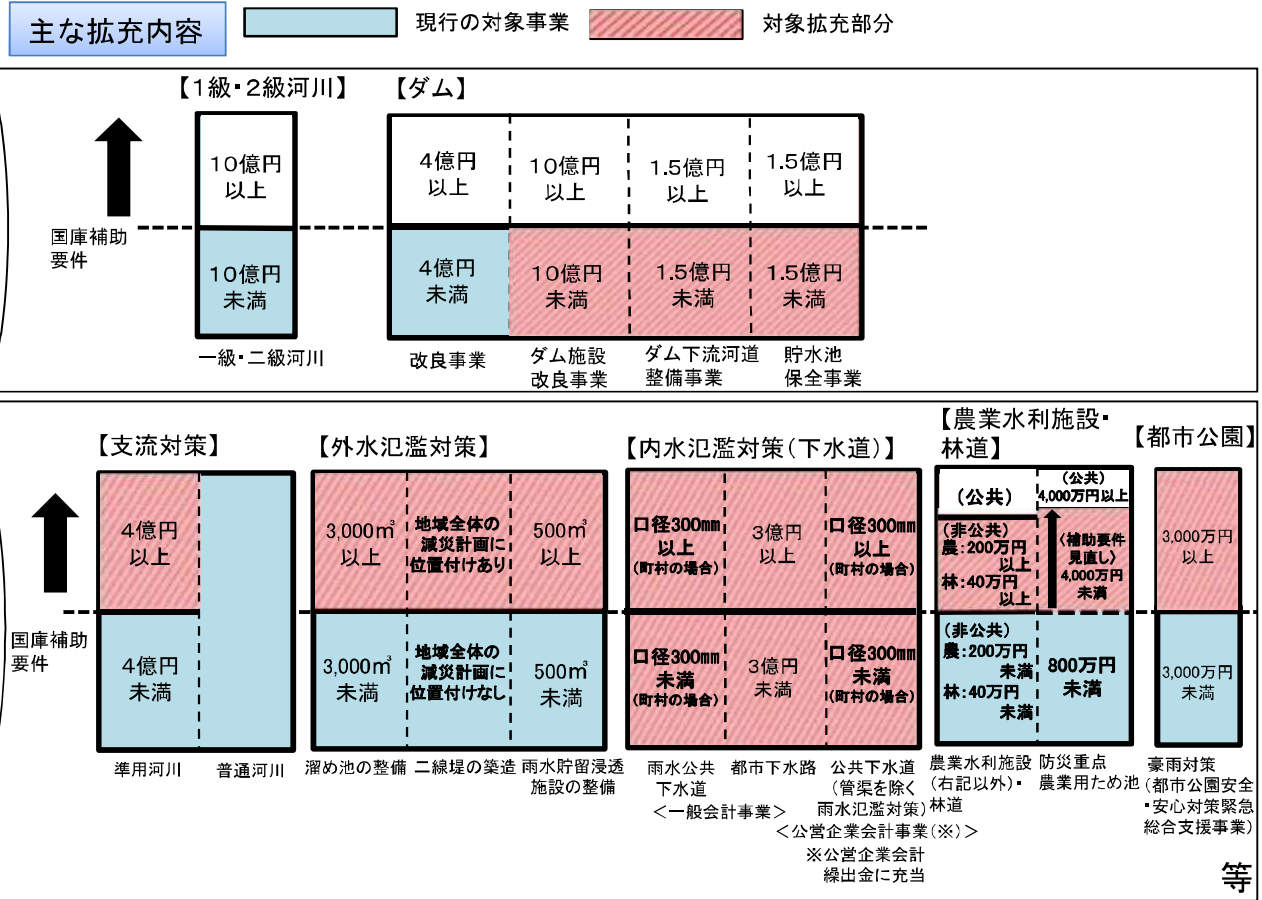 主な拡充内容
現行の対象事業
対象拡充部分
【1級・2級河川】
【ダム】
国庫補助
要件
10億円
以上
10億円
未満
一級・二級河川
4億円
以上
10億円
以上
1.5億円
以上
1.5億円
以上
4億円
未満
10億円
未満
1.5億円
未満
1.5億円
未満
改良事業
ダム施設
改良事業
ダム下流河道
整備事業
貯水池
保全事業
国庫補助
要件
【支流対策】
4億円
以上
4億円
未満
準用河川
普通河川
【外水氾濫対策】
3,000㎥
以上
地域全体の
減災計画に
位置付けあり
500㎥
以上
3,000㎥
未満
地域全体の
減災計画に
位置付けなし
500㎥
未満
溜め池の整備
二線堤の築造
雨水貯留浸透
施設の整備
【内水氾濫対策(下水道)】
口径300mm
以上
(町村の場合)
3億円
以上
口径300mm
以上
(町村の場合)
口径300mm
未満
(町村の場合)
3億円
未満
口径300mm
未満
(町村の場合)
雨水公共
下水道
都市下水路
<一般会計事業>
公共下水道
(管渠を除く
雨水氾濫対策)
<公営企業会計事業(※)>
※公営企業会計
繰出金に充当
【農業水利施設・
林道】
(公共)
(公共)
4,000万円以上
(非公共)
農:200万円
以上
林:40万円
以上
〈補助要件
見直し〉
4,000万円
未満
(非公共)
農:200万円
未満
林:40万円
未満
800万円
未満
農業水利施設
(右記以外)・
林道
防災重点
農業用ため池
【都市公園】
3,000万円
以上
3,000万円
未満
豪雨対策
(都市公園安全
・安心対策緊急
総合支援事業)
等